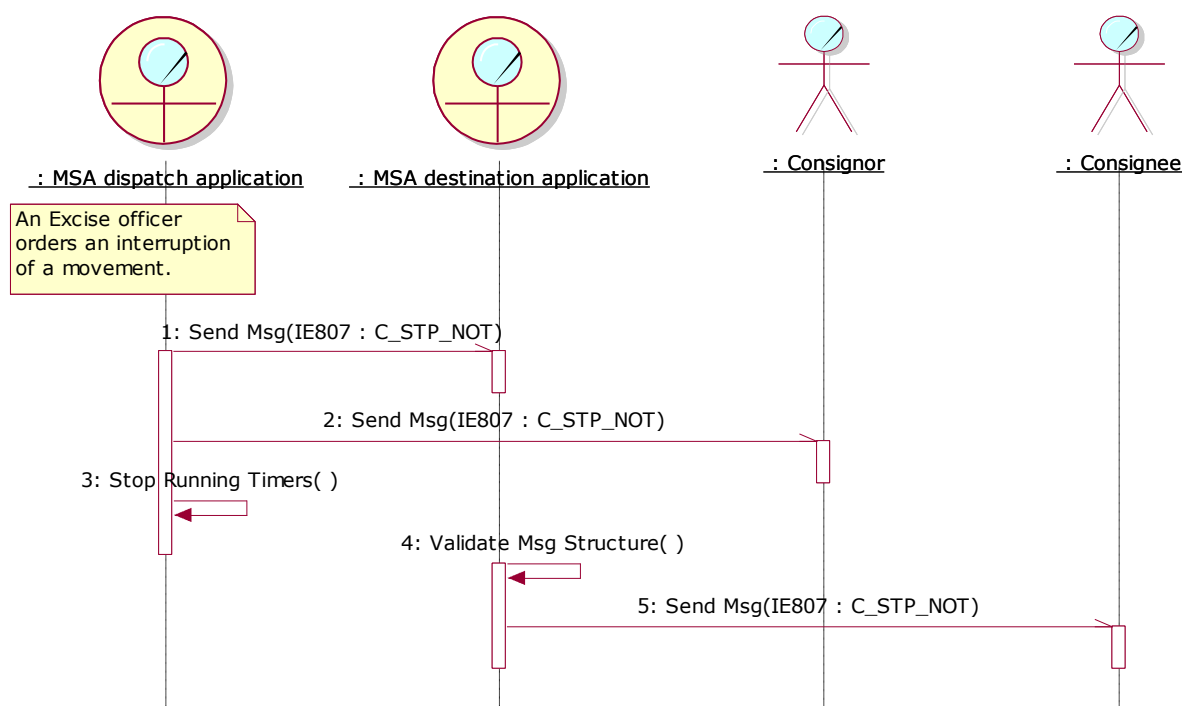 : MSA dispatch application
: MSA destination application
: Consignor
: Consignee
An Excise officer
orders an interruption
of a movement.
1: Send Msg(IE807 : C_STP_NOT)
2: Send Msg(IE807 : C_STP_NOT)
3: Stop Running Timers( )
4: Validate Msg Structure( )
5: Send Msg(IE807 : C_STP_NOT)